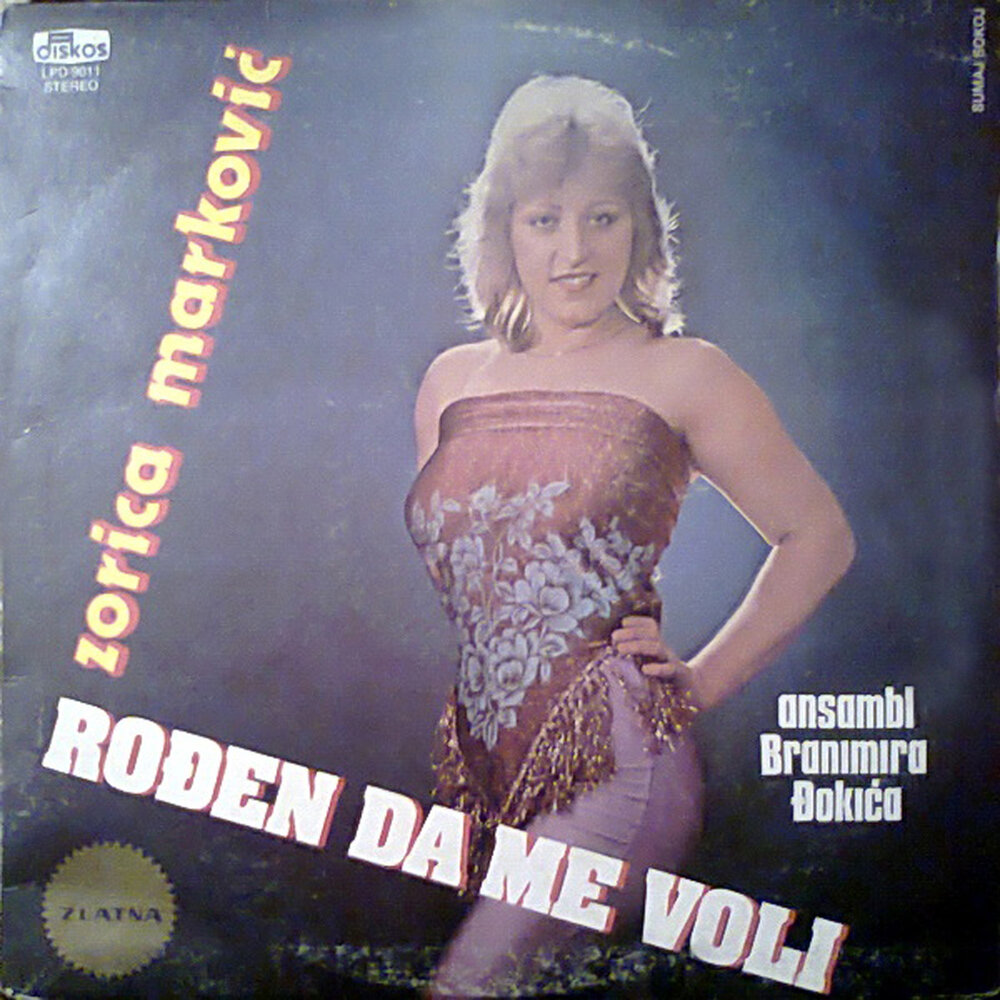 diskos
LPD 9011
STEREO
SUMAJ SOKOJ
zorica marković
ROĐEN DA ME VOLI
ansambl
Branimira
Đokića
ZLATNA